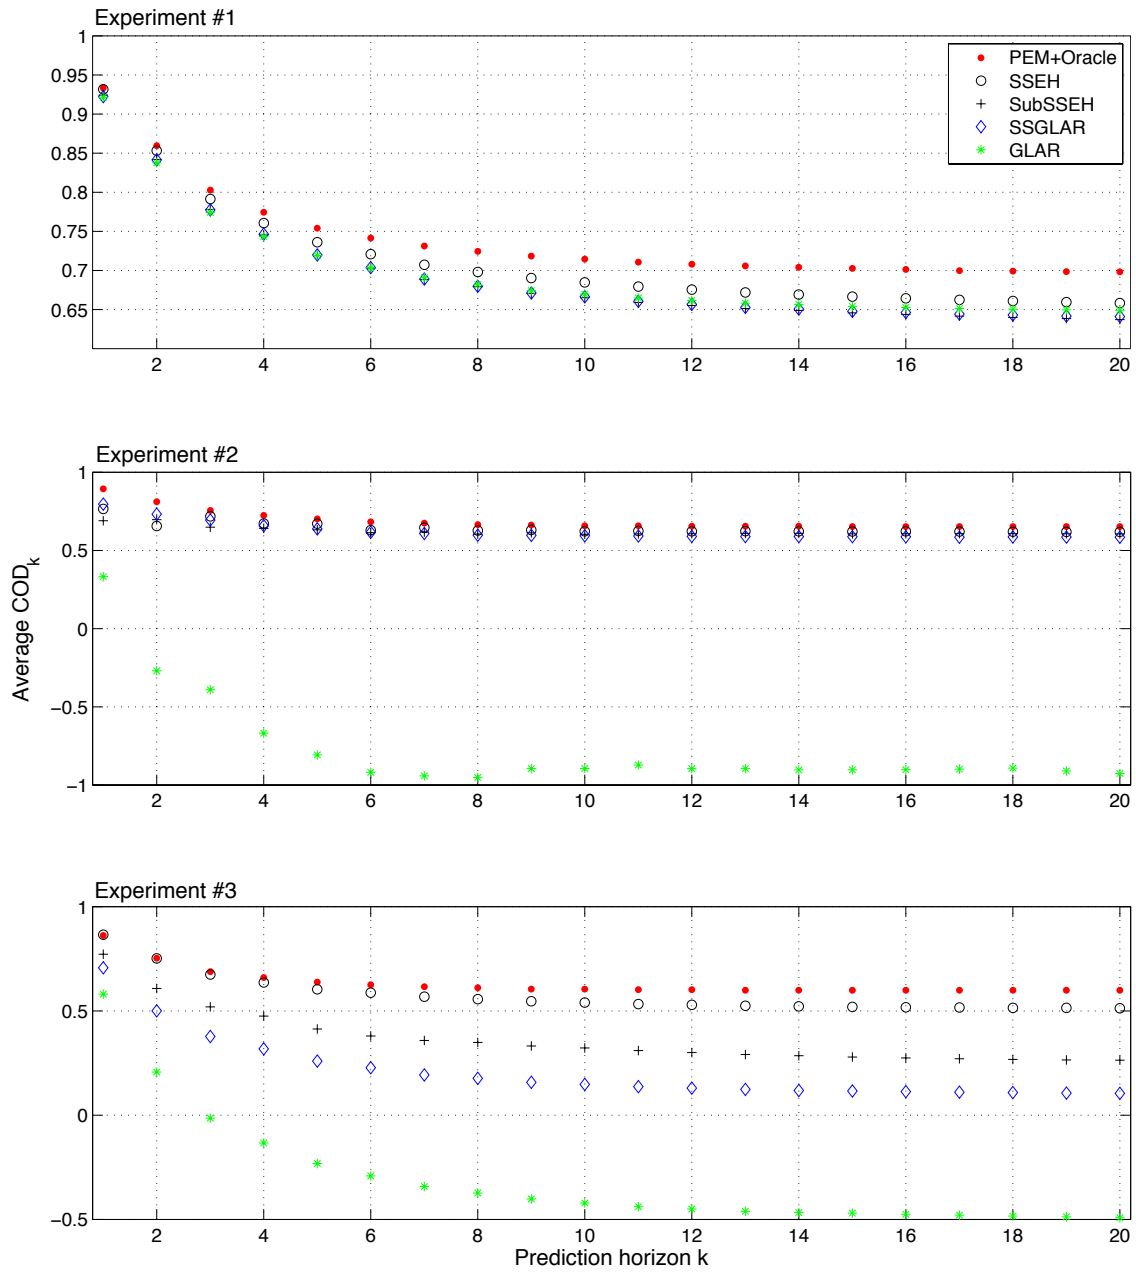 Experiment #1
1
0.95
0.9
0.85
0.8
0.75
0.7
0.65
PEM+Oracle
SSEH
SubSSEH
SSGLAR
GLAR
2 4 6 8 10 12 14 16 18 20
Experiment #2
1
0.5
0
−0.5
−1
Average COD_k
2 4 6 8 10 12 14 16 18 20
Experiment #3
1
0.5
0
−0.5
2 4 6 8 10 12 14 16 18 20
Prediction horizon k